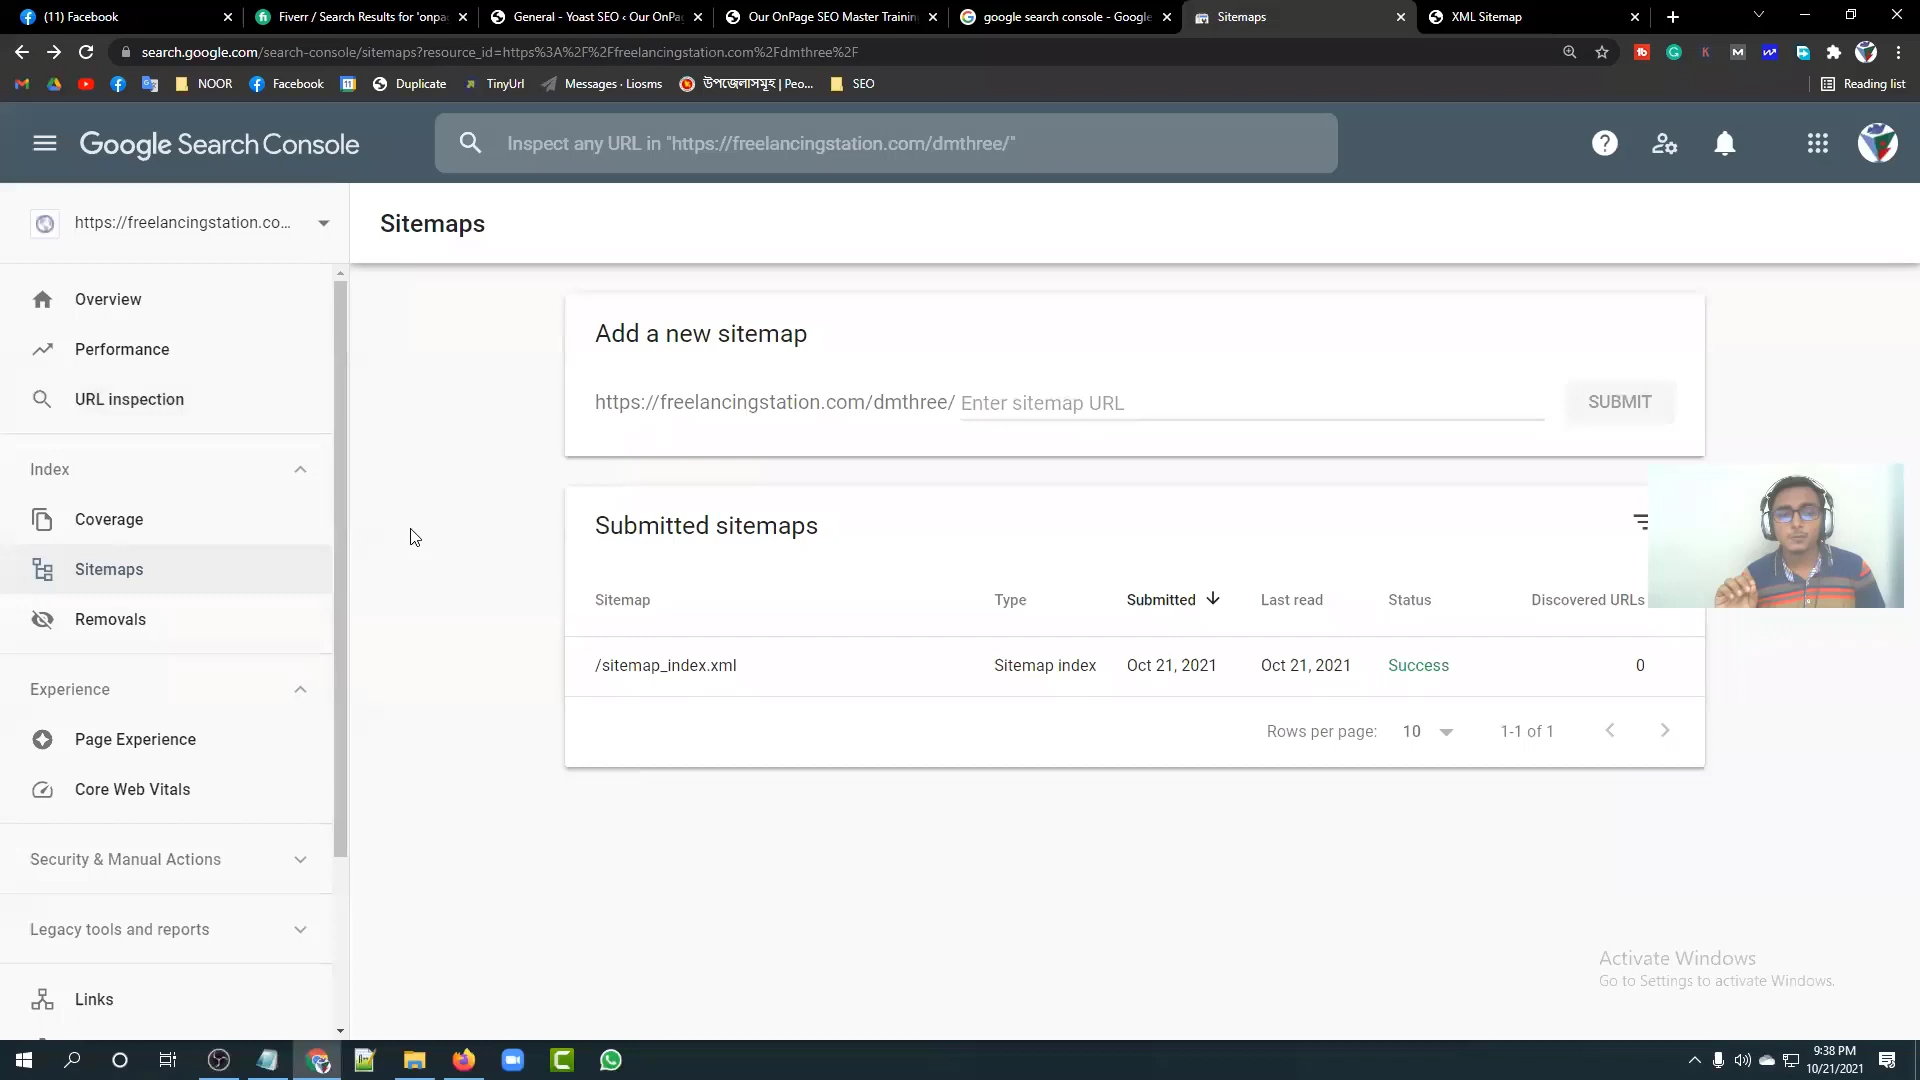 (11) Facebook
Fiverr / Search Results for 'onpa
General - Yoast SEO ‹ Our OnPa
Our OnPage SEO Master Trainin
google search console - Google
Sitemaps
XML Sitemap
search.google.com/search-console/sitemaps?resource_id=https%3A%2F%2Ffreelancingstation.com%2Fdmthree%2F
NOOR
Facebook
Duplicate
TinyUrl
Messages · Liosms
উপজেলাসমূহ | Peo...
SEO
Reading list
Google Search Console
Inspect any URL in "https://freelancingstation.com/dmthree/"
https://freelancingstation.co...
Sitemaps
Overview
Performance
URL inspection
Index
Coverage
Sitemaps
Removals
Experience
Page Experience
Core Web Vitals
Security & Manual Actions
Legacy tools and reports
Links
Add a new sitemap
https://freelancingstation.com/dmthree/ Enter sitemap URL
SUBMIT
Submitted sitemaps
Sitemap Type Submitted Last read Status Discovered URLs
/sitemap_index.xml Sitemap index Oct 21, 2021 Oct 21, 2021 Success 0
Rows per page: 10 1-1 of 1
Activate Windows
Go to Settings to activate Windows.
9:38 PM
10/21/2021